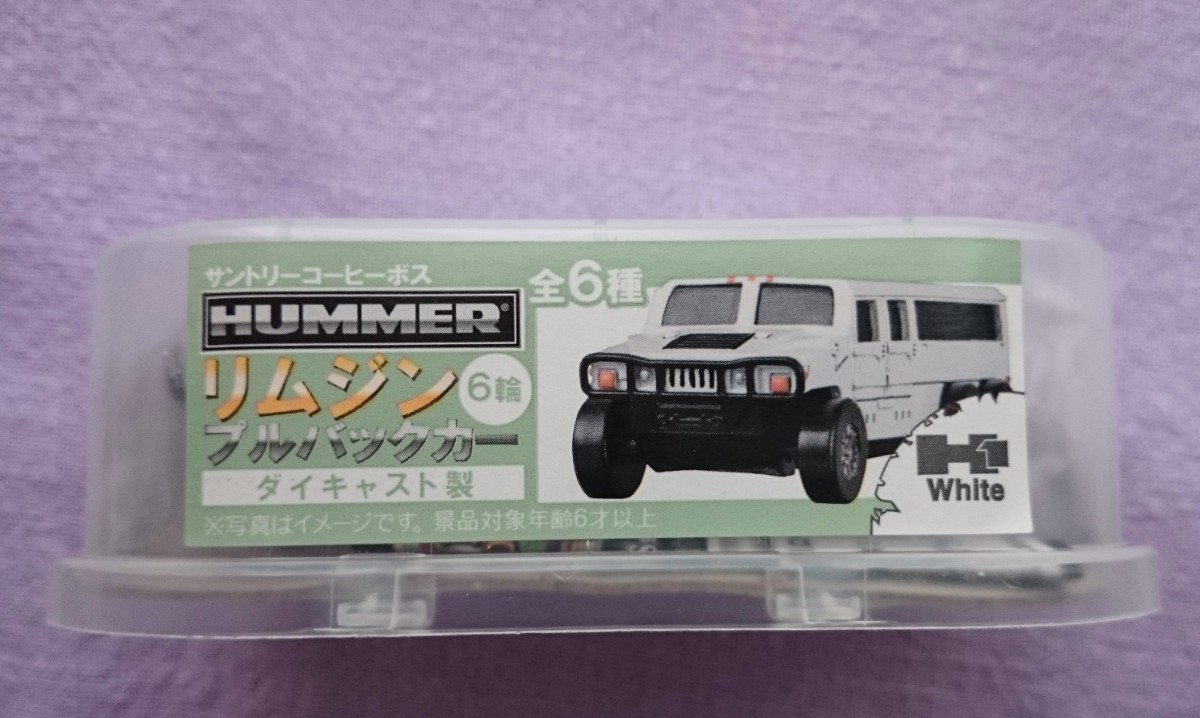 サントリーコーヒーボス
HUMMER®
リムジン
6輪
プルバックカー
ダイキャスト製
※写真はイメージです。景品対象年齢6才以上
全6種
H1
White